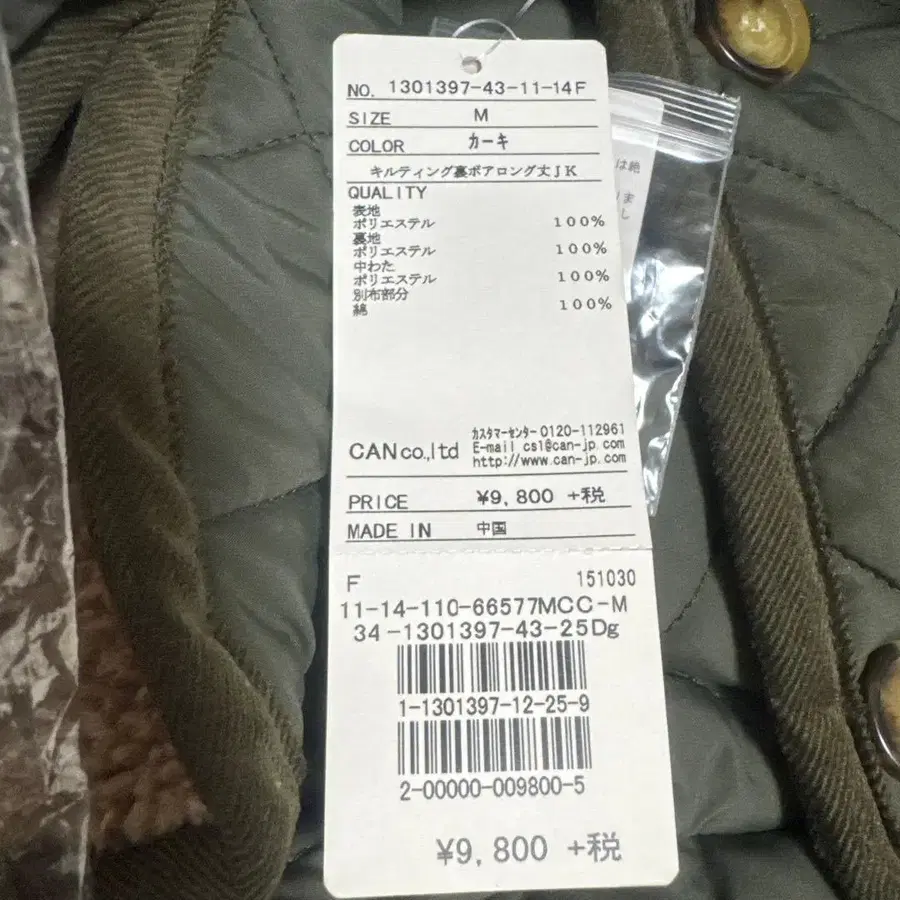 NO. 1301397-43-11-14F
SIZE M
COLOR カーキ
キルティング裏ボアロング丈JK
QUALITY
表地
ポリエステル 100%
裏地
ポリエステル 100%
中わた
ポリエステル 100%
別布部分
綿 100%
CAN co.,ltd
カスタマーセンター 0120-112961
E-mail cs1@can-jp.com
http://www.can-jp.com
PRICE ¥9,800 +税
MADE IN 中国
F 151030
11-14-110-66577MCC-M
34-1301397-43-25Dg
1-1301397-12-25-9
2-00000-009800-5
¥9,800 +税
は絶